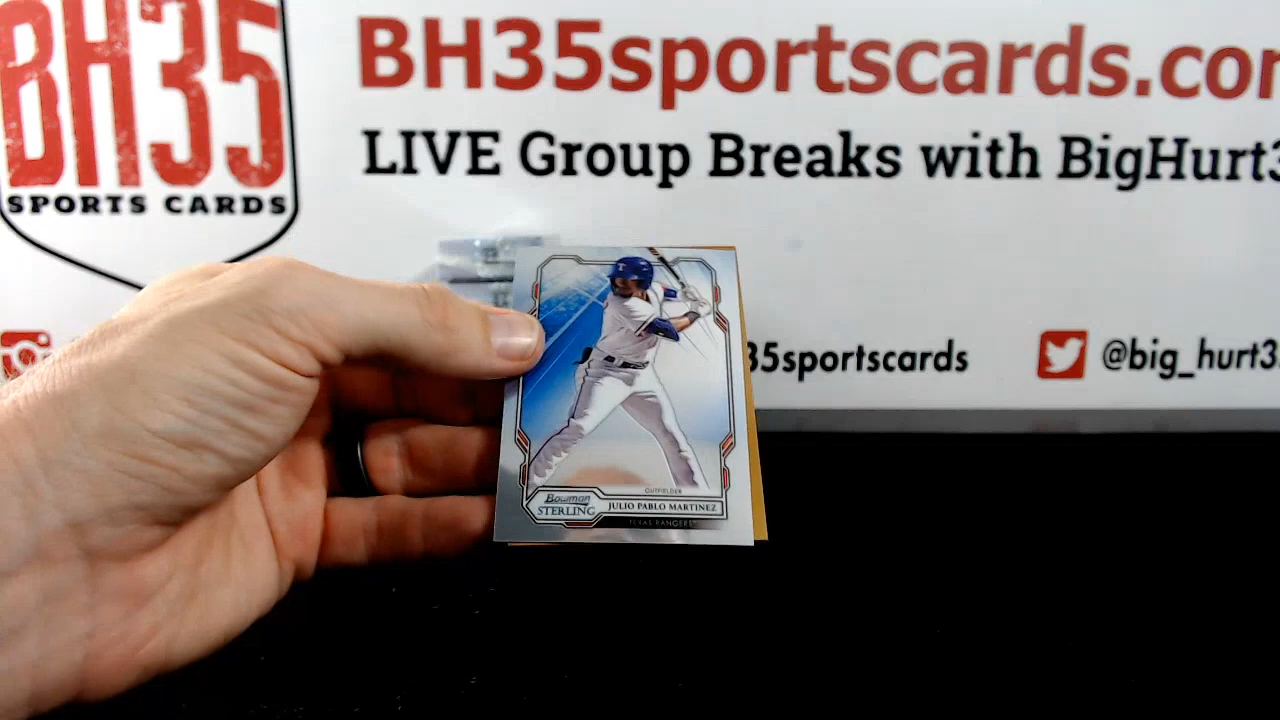 BH35
SPORTS CARDS
BH35sportscards.com
LIVE Group Breaks with BigHurt3
35sportscards
@big_hurt3
T
OUTFIELDER
Bowman
STERLING
JULIO PABLO MARTINEZ
TEXAS RANGERS